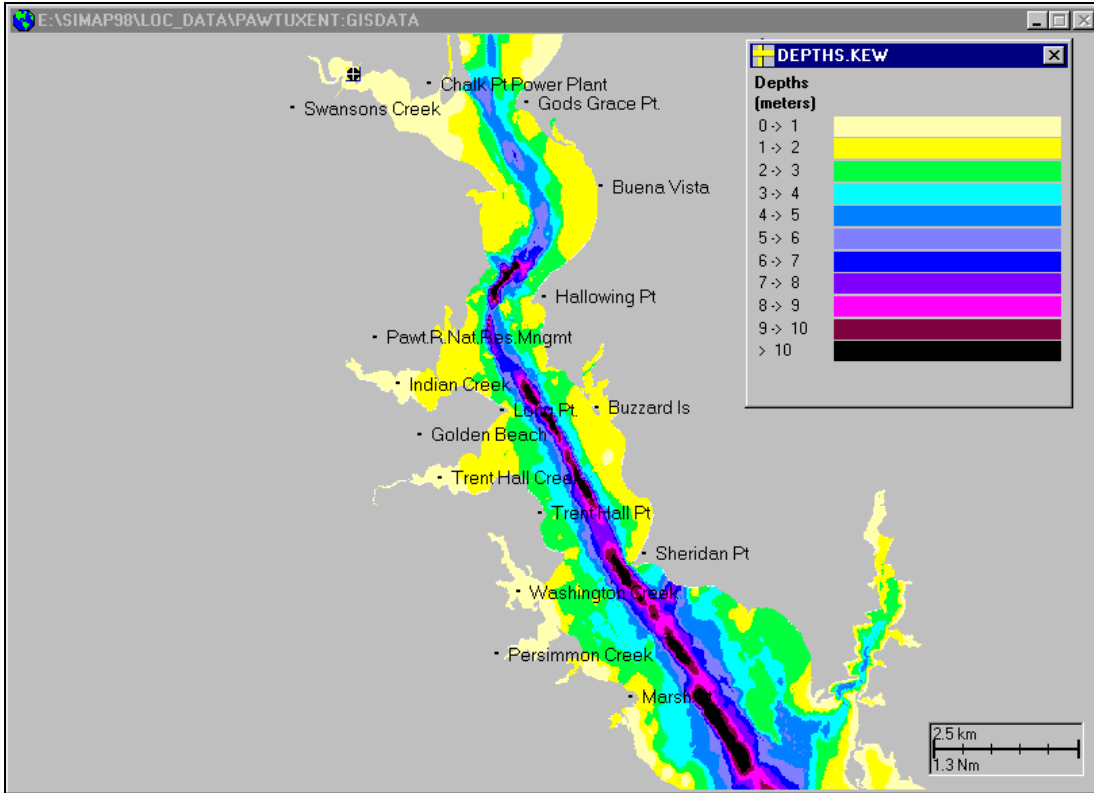 E:\SIMAP98\LOC_DATA\PAWTUXENT:GISDATA
DEPTHS.KEW
Depths
(meters)
0 -> 1
1 -> 2
2 -> 3
3 -> 4
4 -> 5
5 -> 6
6 -> 7
7 -> 8
8 -> 9
9 -> 10
> 10
Chalk Pt Power Plant
Swansons Creek
Gods Grace Pt.
Buena Vista
Hallowing Pt
Pawt.R.Nat.Res.Mngmt
Indian Creek
Long Pt.
Buzzard Is
Golden Beach
Trent Hall Creek
Trent Hall Pt
Sheridan Pt
Washington Creek
Persimmon Creek
Marsh Pt
2.5 km
1.3 Nm